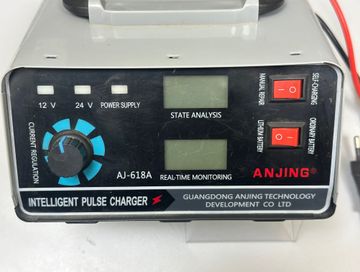 12 V 24 V POWER SUPPLY
STATE ANALYSIS
MANUAL REPAIR
SELF-CHARGING
CURRENT REGULATION
LITHIUM BATTERY
ORDINARY BATTERY
AJ-618A REAL-TIME MONITORING
ANJING®
INTELLIGENT PULSE CHARGER
GUANGDONG ANJING TECHNOLOGY
DEVELOPMENT CO LTD